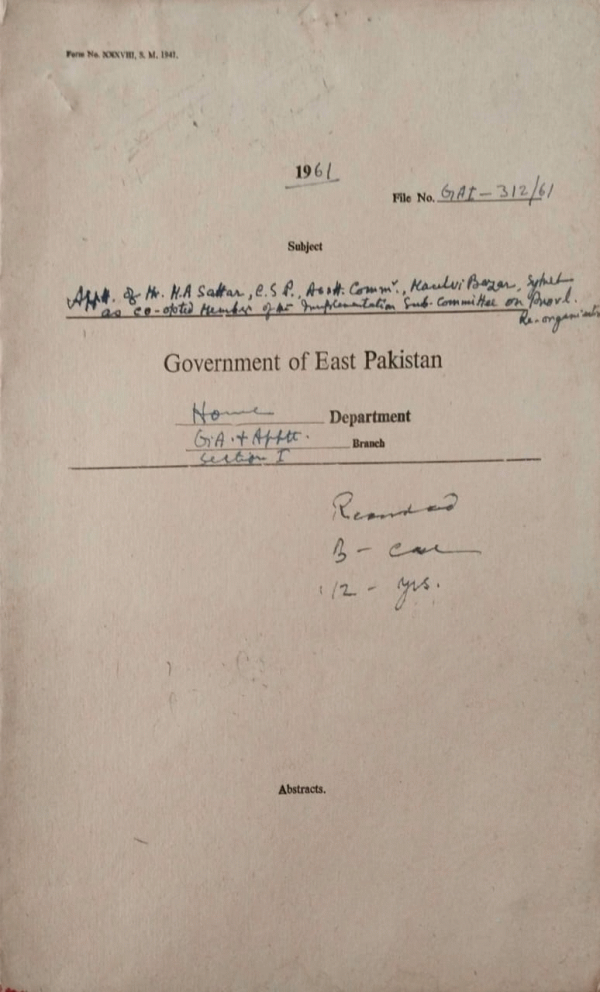 Form No. XXXVIII, S. M. 1941.
1961
File No. GAI-312/61
Subject
Apptt. of Mr. M.A Sattar, C.S.P., Asstt. Commr., Maulvi Bazar, Sylhet
as co-opted Member of the Implementation Sub-Committee on Provl.
Re-organisation
Government of East Pakistan
Home Department
G.A. & Apptt. Branch
Section I
Recorded
B - 
12 - yrs.
Abstracts.